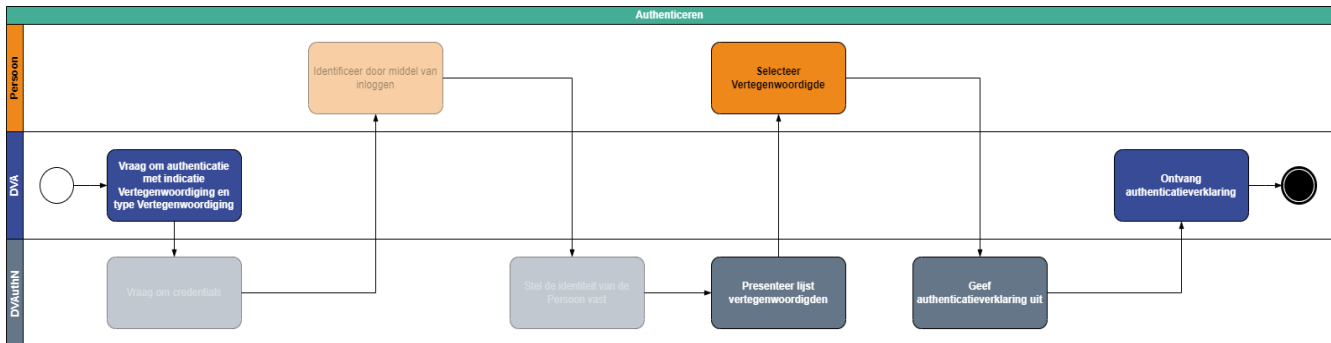 Authenticeren
Persoon
Identificeer door middel van
inloggen
Selecteer
Vertegenwoordigde
DVA
Vraag om authenticatie
met indicatie
Vertegenwoordiging en
type Vertegenwoordiging
Ontvang
authenticatieverklaring
DVAuthN
Vraag om credentials
Stel de identiteit van de
Persoon vast
Presenteer lijst
vertegenwoordigden
Geef
authenticatieverklaring uit